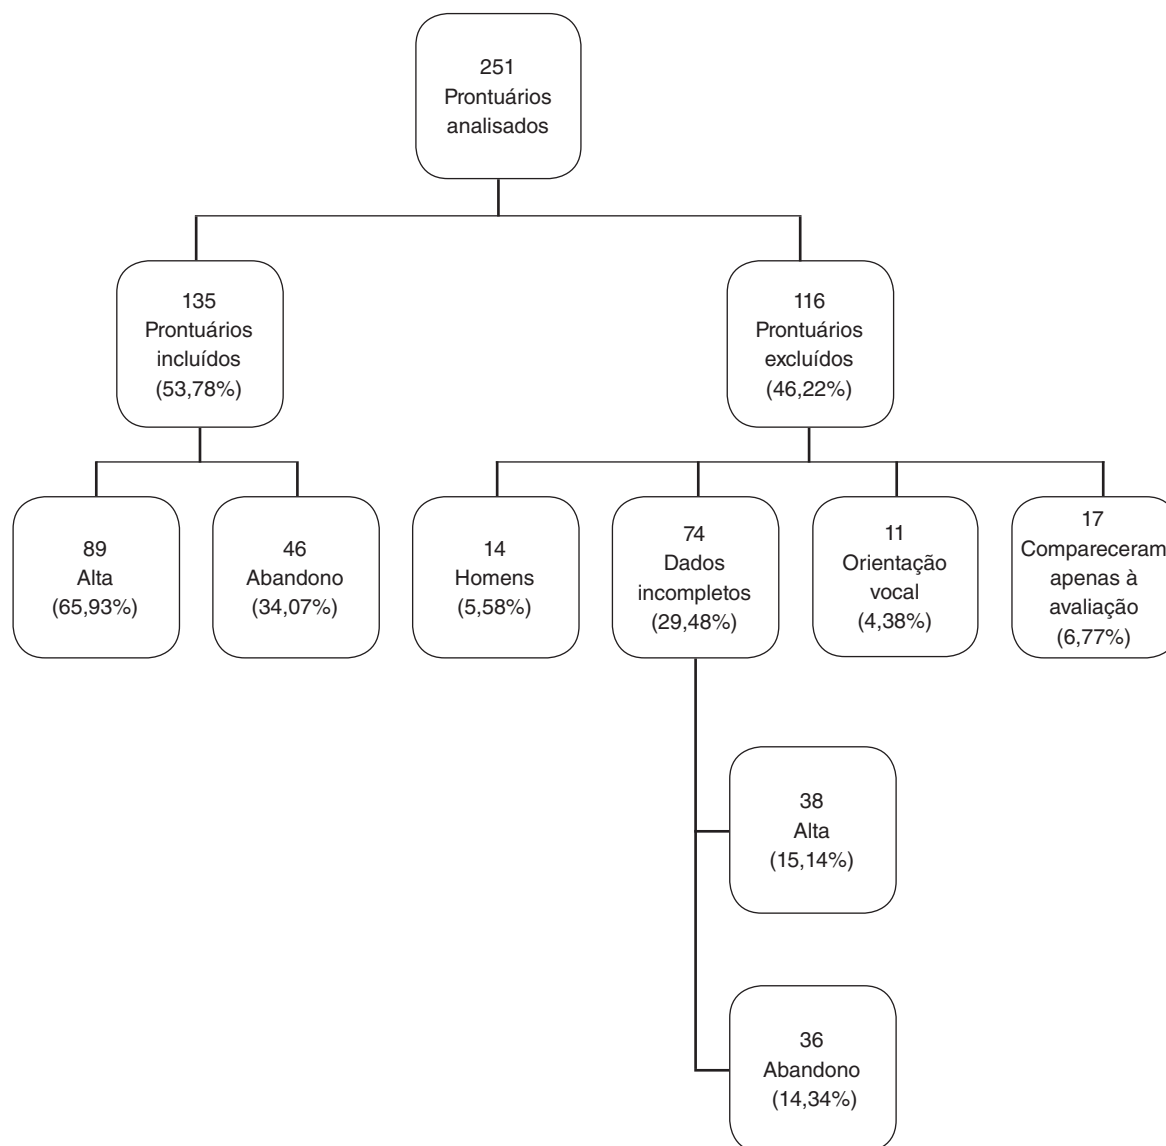 251
Prontuários
analisados
135
Prontuários
incluídos
(53,78%)
116
Prontuários
excluídos
(46,22%)
89
Alta
(65,93%)
46
Abandono
(34,07%)
14
Homens
(5,58%)
74
Dados
incompletos
(29,48%)
11
Orientação
vocal
(4,38%)
17
Compareceram
apenas à
avaliação
(6,77%)
38
Alta
(15,14%)
36
Abandono
(14,34%)